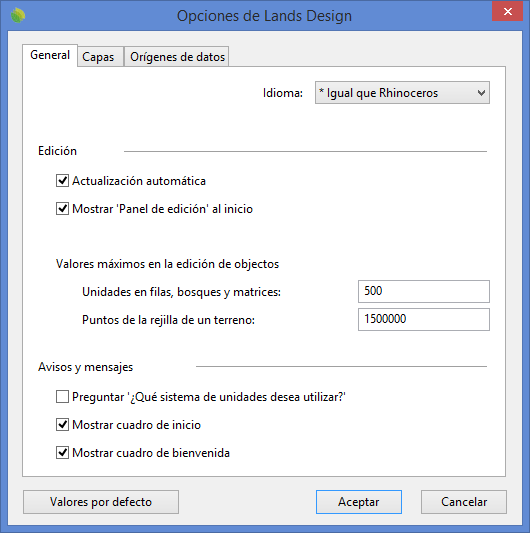 Opciones de Lands Design
General Capas Orígenes de datos
Idioma: * Igual que Rhinoceros
Edición
Actualización automática
Mostrar 'Panel de edición' al inicio
Valores máximos en la edición de objectos
Unidades en filas, bosques y matrices: 500
Puntos de la rejilla de un terreno: 1500000
Avisos y mensajes
Preguntar '¿Qué sistema de unidades desea utilizar?'
Mostrar cuadro de inicio
Mostrar cuadro de bienvenida
Valores por defecto Aceptar Cancelar